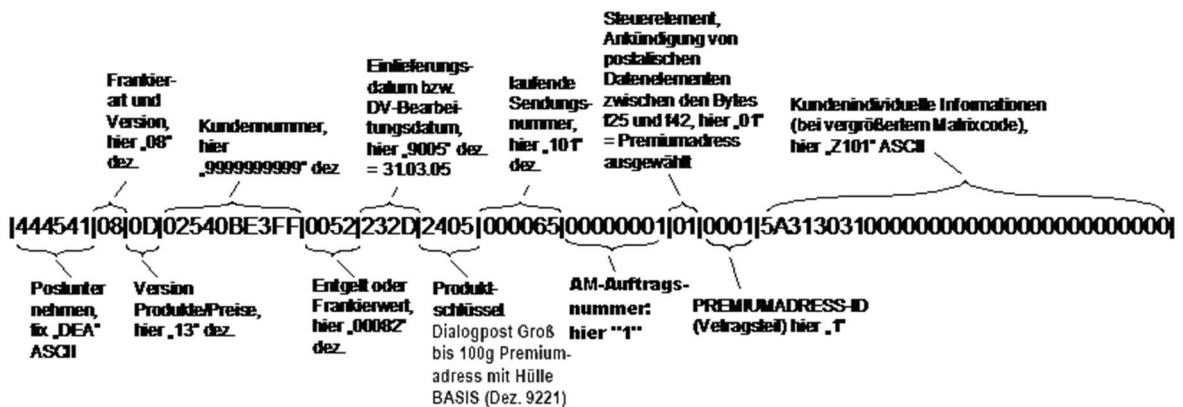 Frankier-
art und
Version,
hier „08"
dez.
Kundennummer,
hier
„9999999999" dez.
Einlieferungs-
datum bzw.
DV-Bearbei-
tungsdatum,
hier „9005" dez.
= 31.03.05
laufende
Sendungs-
nummer,
hier „101"
dez.
Steuerelement,
Ankündigung von
postalischen
Datenelementen
zwischen den Bytes
f25 und f42, hier „01"
= Premiumadress
ausgewählt
Kundenindividuelle Informationen
(bei vergrößertem Matrixcode),
hier „Z101" ASCII
|444541|08|0D|02540BE3FF|0052|232D|2405|000065|00000001|01|0001|5A313031000000000000000000000000|
Postunter
nehmen,
fix „DEA"
ASCII
Version
Produkte/Preise,
hier „13" dez.
Entgelt oder
Frankierwert,
hier „00082"
dez.
Produkt-
schlüssel
Dialogpost Groß
bis 100g Premium-
adress mit Hülle
BASIS (Dez. 9221)
AM-Auftrags-
nummer:
hier "1"
PREMIUMADRESS-ID
(Vetragsteil) hier „1"